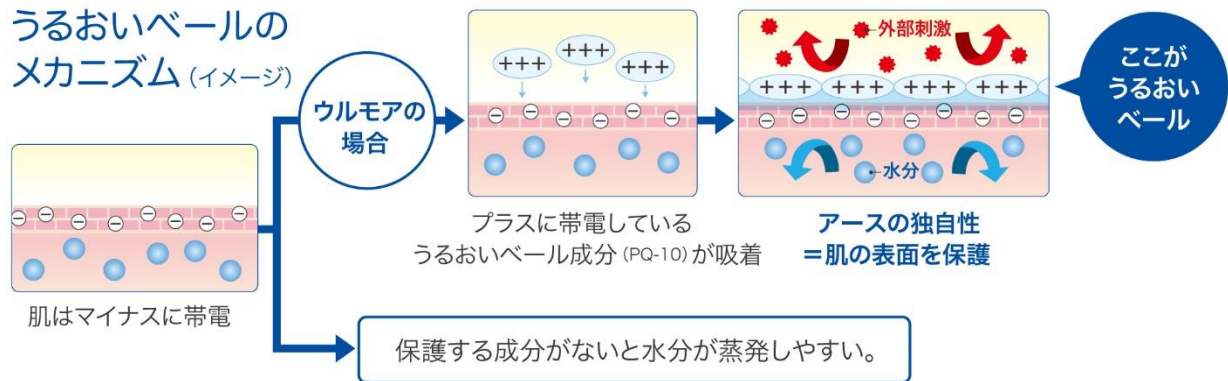 うるおいベールの
メカニズム（イメージ）
肌はマイナスに帯電
ウルモアの
場合
+++
+++
+++
プラスに帯電している
うるおいベール成分（PQ-10）が吸着
外部刺激
+++ +++ +++ +++
水分
アースの独自性
＝肌の表面を保護
ここが
うるおい
ベール
保護する成分がないと水分が蒸発しやすい。